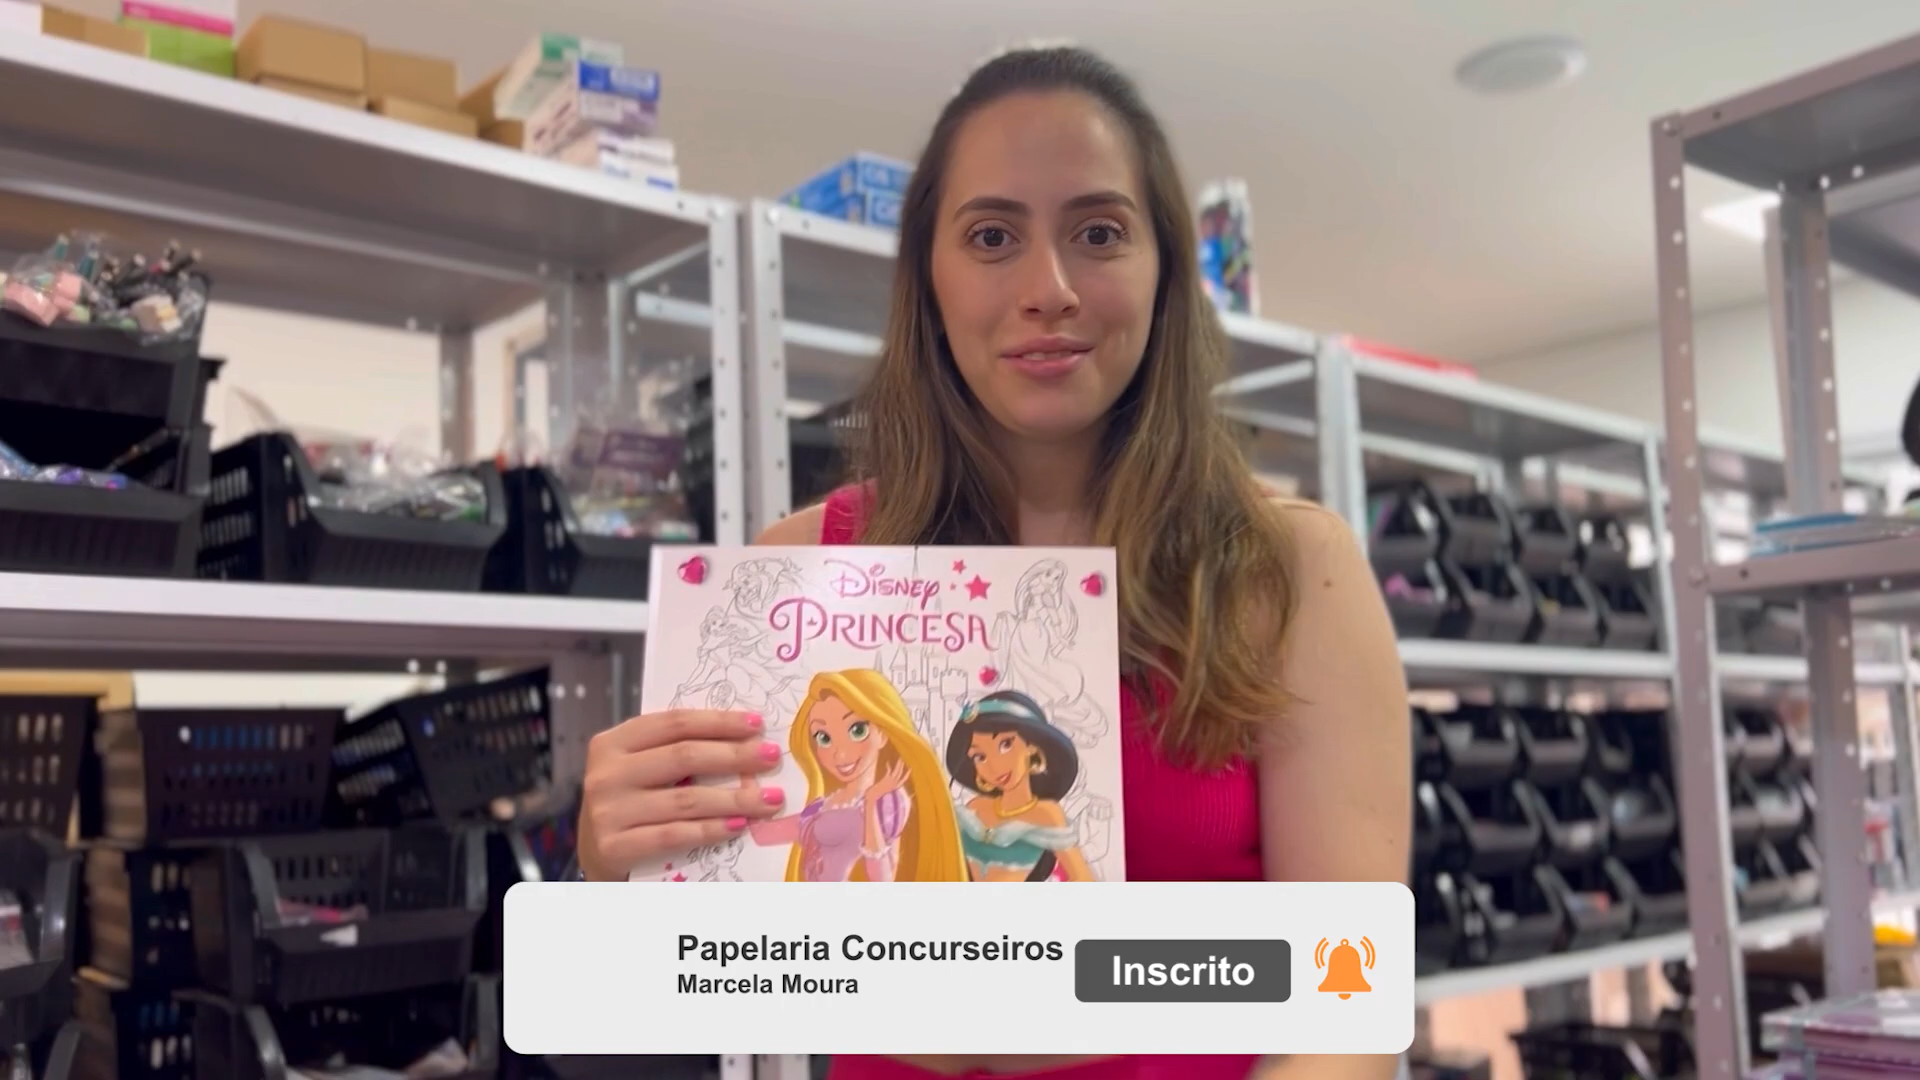 Disney
PRINCESA
Papelaria Concurseiros
Marcela Moura
Inscrito